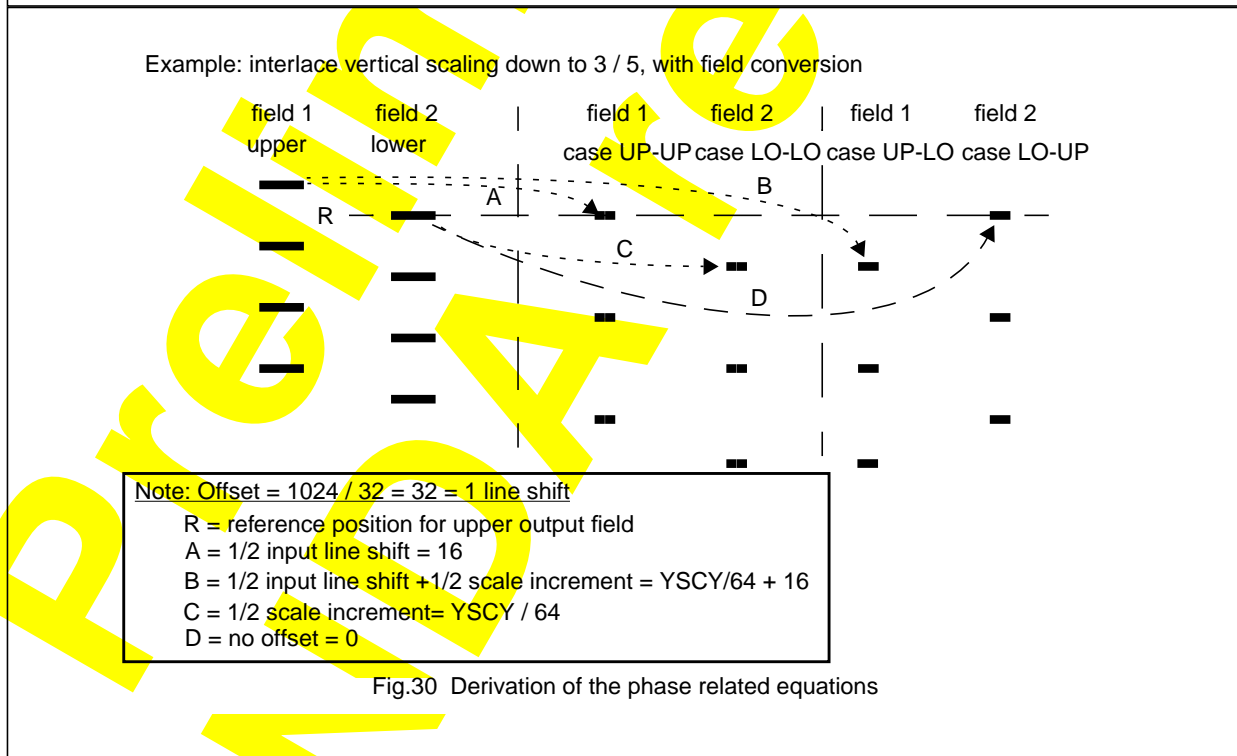 Example: interlace vertical scaling down to 3 / 5, with field conversion
field 1 field 2 field 1 field 2 field 1 field 2
upper lower case UP-UP case LO-LO case UP-LO case LO-UP
A B
R
C
D
Note: Offset = 1024 / 32 = 32 = 1 line shift
R = reference position for upper output field
A = 1/2 input line shift = 16
B = 1/2 input line shift +1/2 scale increment = YSCY/64 + 16
C = 1/2 scale increment= YSCY / 64
D = no offset = 0
Fig.30 Derivation of the phase related equations
Prelim
NDA re